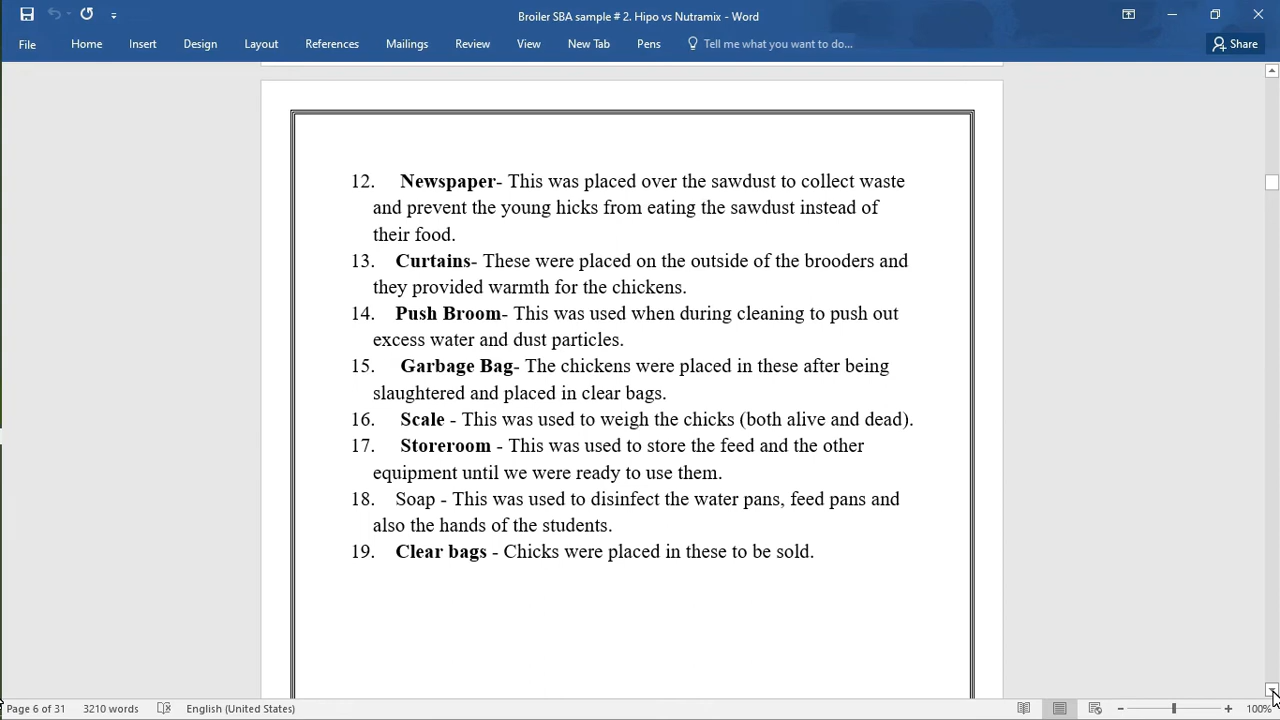 Broiler SBA sample # 2. Hipo vs Nutramix - Word
File Home Insert Design Layout References Mailings Review View New Tab Pens Tell me what you want to do... Share
12. Newspaper- This was placed over the sawdust to collect waste
and prevent the young hicks from eating the sawdust instead of
their food.
13. Curtains- These were placed on the outside of the brooders and
they provided warmth for the chickens.
14. Push Broom- This was used when during cleaning to push out
excess water and dust particles.
15. Garbage Bag- The chickens were placed in these after being
slaughtered and placed in clear bags.
16. Scale - This was used to weigh the chicks (both alive and dead).
17. Storeroom - This was used to store the feed and the other
equipment until we were ready to use them.
18. Soap - This was used to disinfect the water pans, feed pans and
also the hands of the students.
19. Clear bags - Chicks were placed in these to be sold.
Page 6 of 31 3210 words English (United States) 100%